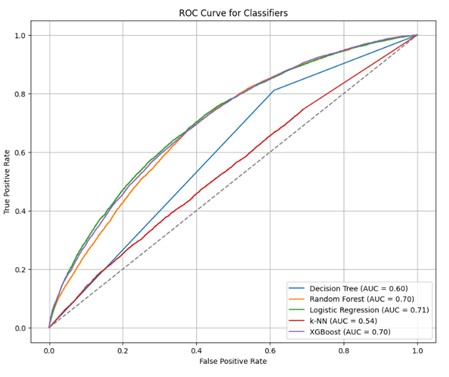 ROC Curve for Classifiers
True Positive Rate
1.0
0.8
0.6
0.4
0.2
0.0
0.0
0.2
0.4
0.6
0.8
1.0
False Positive Rate
Decision Tree (AUC = 0.60)
Random Forest (AUC = 0.70)
Logistic Regression (AUC = 0.71)
k-NN (AUC = 0.54)
XGBoost (AUC = 0.70)